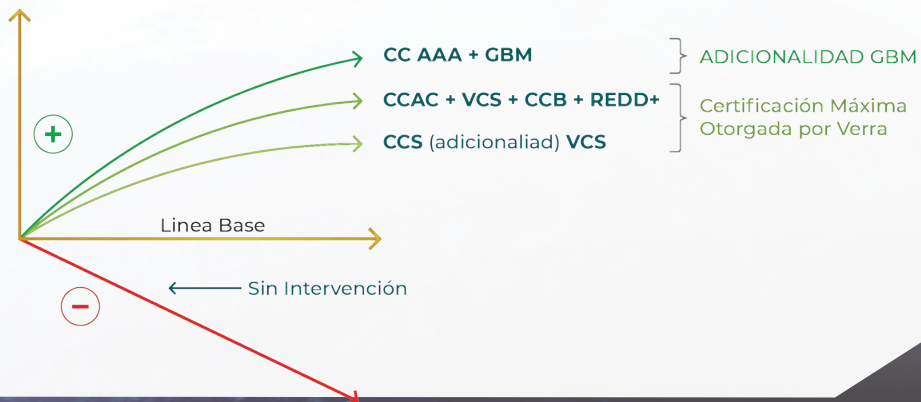 CC AAA + GBM
ADICIONALIDAD GBM
CCAC + VCS + CCB + REDD+
Certificación Máxima
Otorgada por Verra
CCS (adicionaliad) VCS
+
Linea Base
Sin Intervención
−